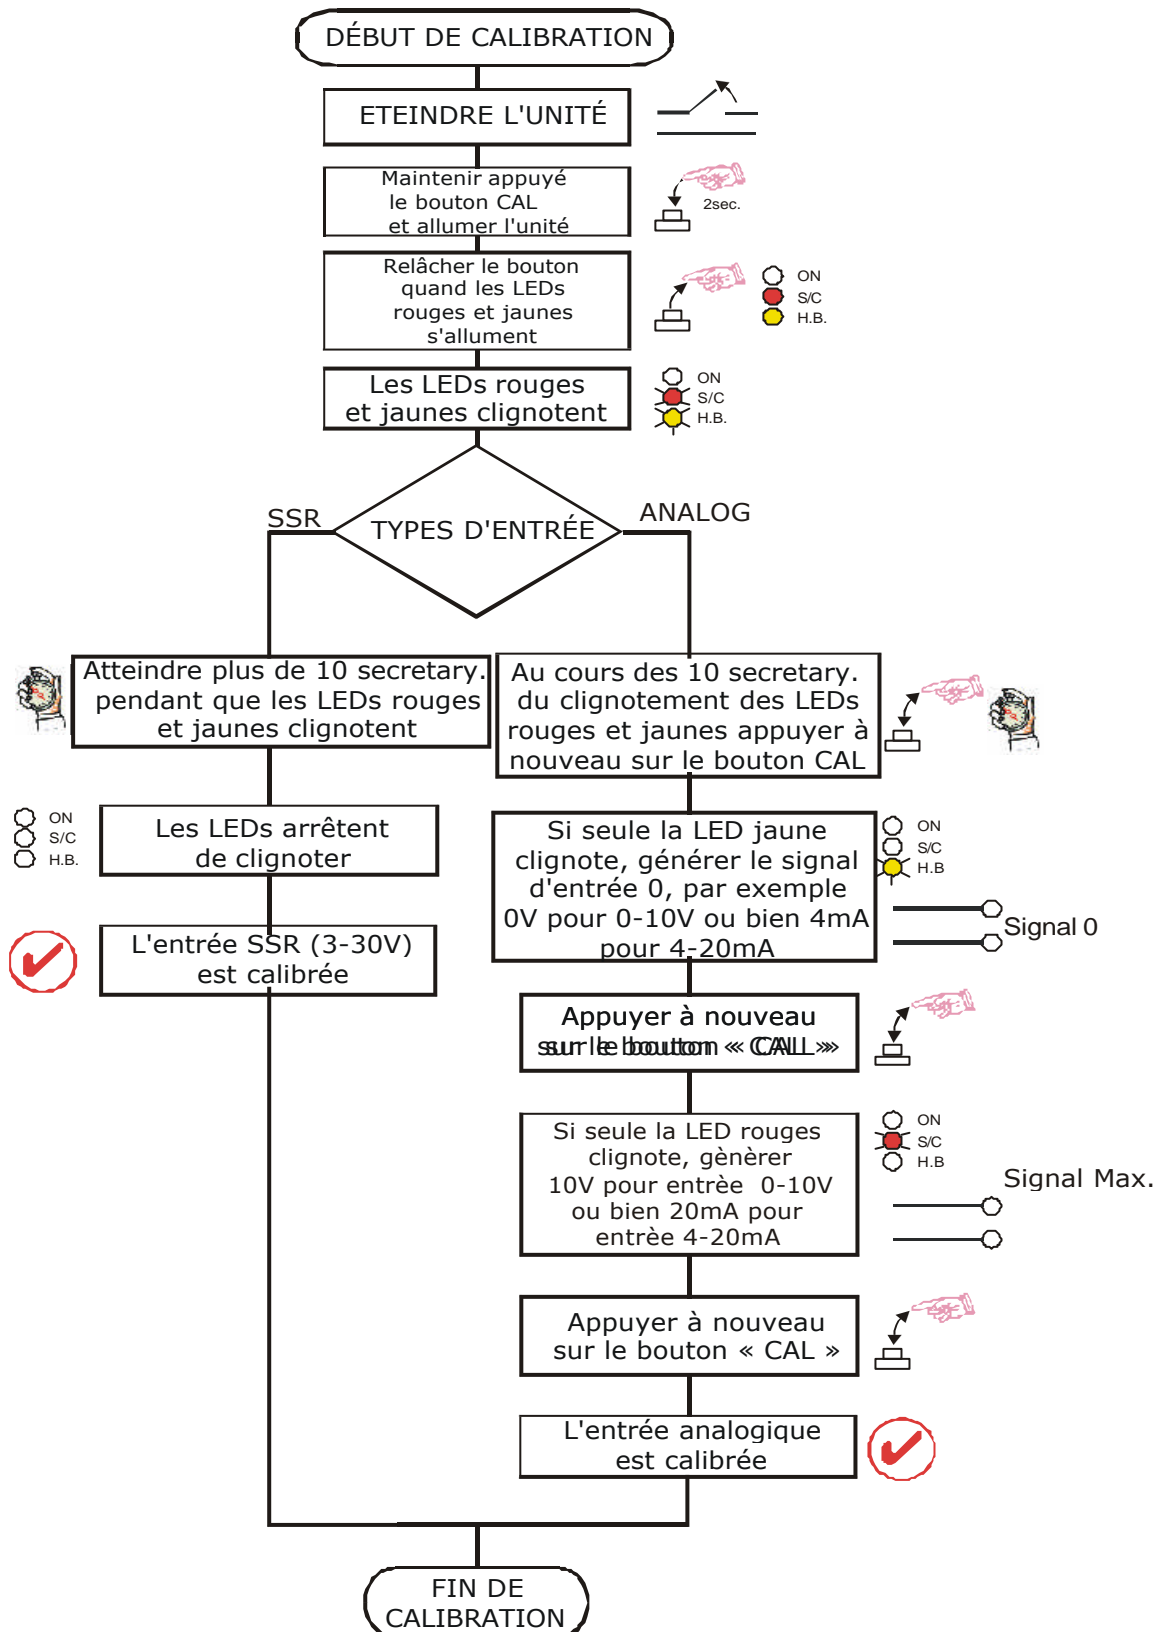 DÉBUT DE CALIBRATION
ETEINDRE L'UNITÉ
Maintenir appuyé
le bouton CAL
et allumer l'unité
2sec.
Relâcher le bouton
quand les LEDs
rouges et jaunes
s'allument
ON
S/C
H.B.
Les LEDs rouges
et jaunes clignotent
ON
S/C
H.B.
TYPES D'ENTRÉE
SSR
ANALOG
Atteindre plus de 10 secretary.
pendant que les LEDs rouges
et jaunes clignotent
ON
S/C
H.B.
Les LEDs arrêtent
de clignoter
L'entrée SSR (3-30V)
est calibrée
Au cours des 10 secretary.
du clignotement des LEDs
rouges et jaunes appuyer à
nouveau sur le bouton CAL
Si seule la LED jaune
clignote, générer le signal
d'entrée 0, par exemple
0V pour 0-10V ou bien 4mA
pour 4-20mA
ON
S/C
H.B
Signal 0
Appuyer à nouveau
sur le bouton « CAL »
Si seule la LED rouges
clignote, gènèrer
10V pour entrèe 0-10V
ou bien 20mA pour
entrèe 4-20mA
ON
S/C
H.B
Signal Max.
Appuyer à nouveau
sur le bouton « CAL »
L'entrée analogique
est calibrée
FIN DE
CALIBRATION